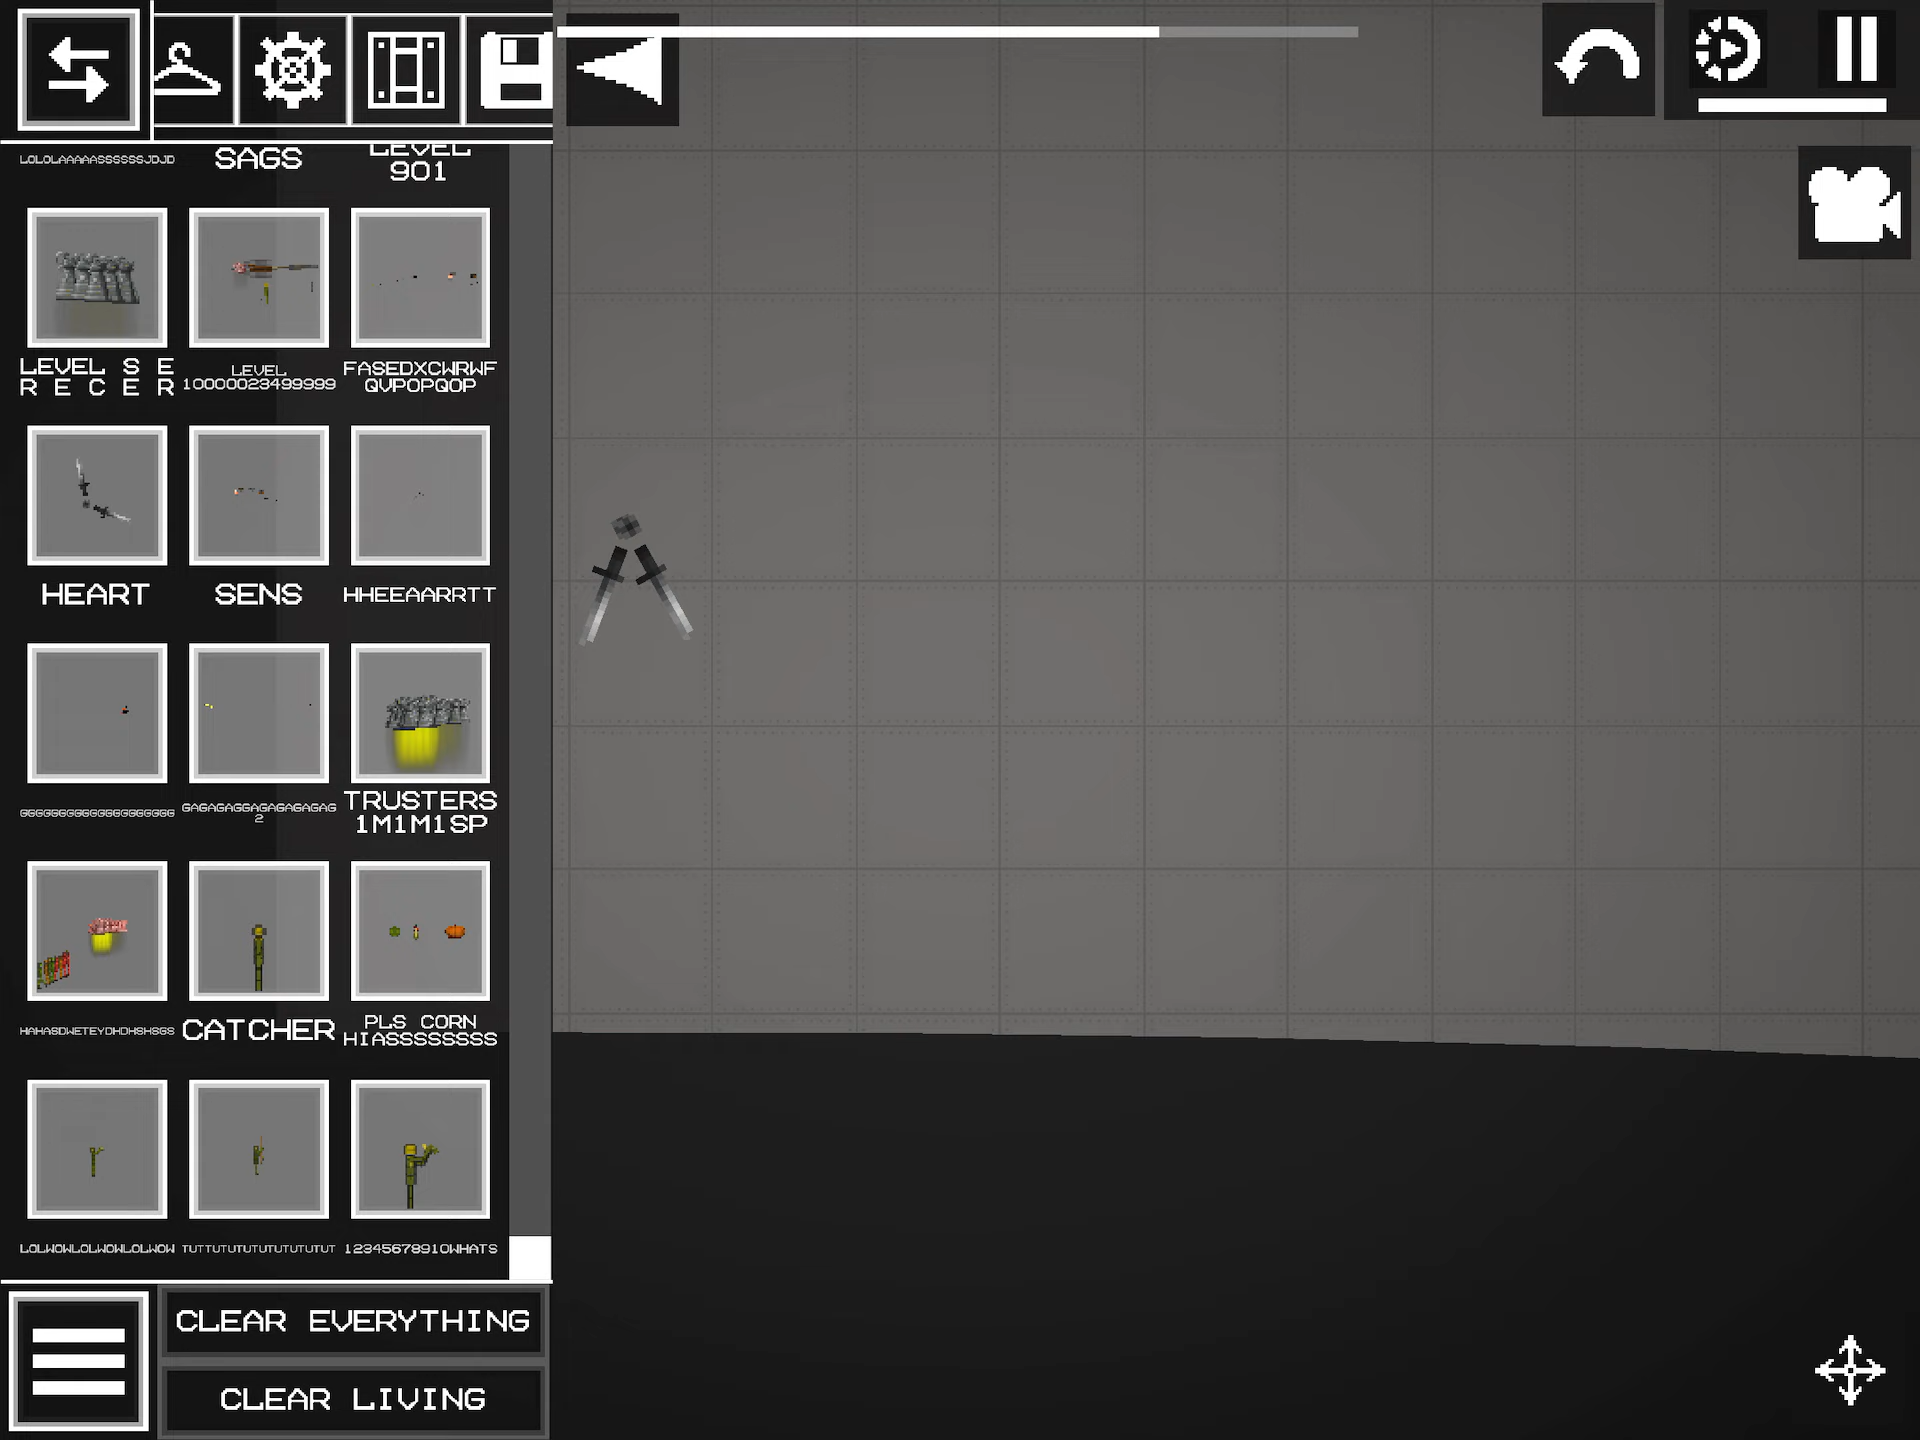 LOLOLAAAAASSSSSSJDJD
SAGS
LEVEL
901
LEVEL S E
R E C E R
LEVEL
10000023499999
FASEDXCWRWF
QVPOPQOP
HEART
SENS
HHEEAARRTT
GGGGGGGGGGGGGGGGGGGG
GAGAGAGGAGAGAGAGAG
2
TRUSTERS
1M1M1SP
HAHASDWETEYDHDHSHSGS
CATCHER
PLS CORN
HIASSSSSSSS
LOLWOWLOLWOWLOLWOW
TUTTUTUTUTUTUTUTUTUT
12345678910WHATS
CLEAR EVERYTHING
CLEAR LIVING